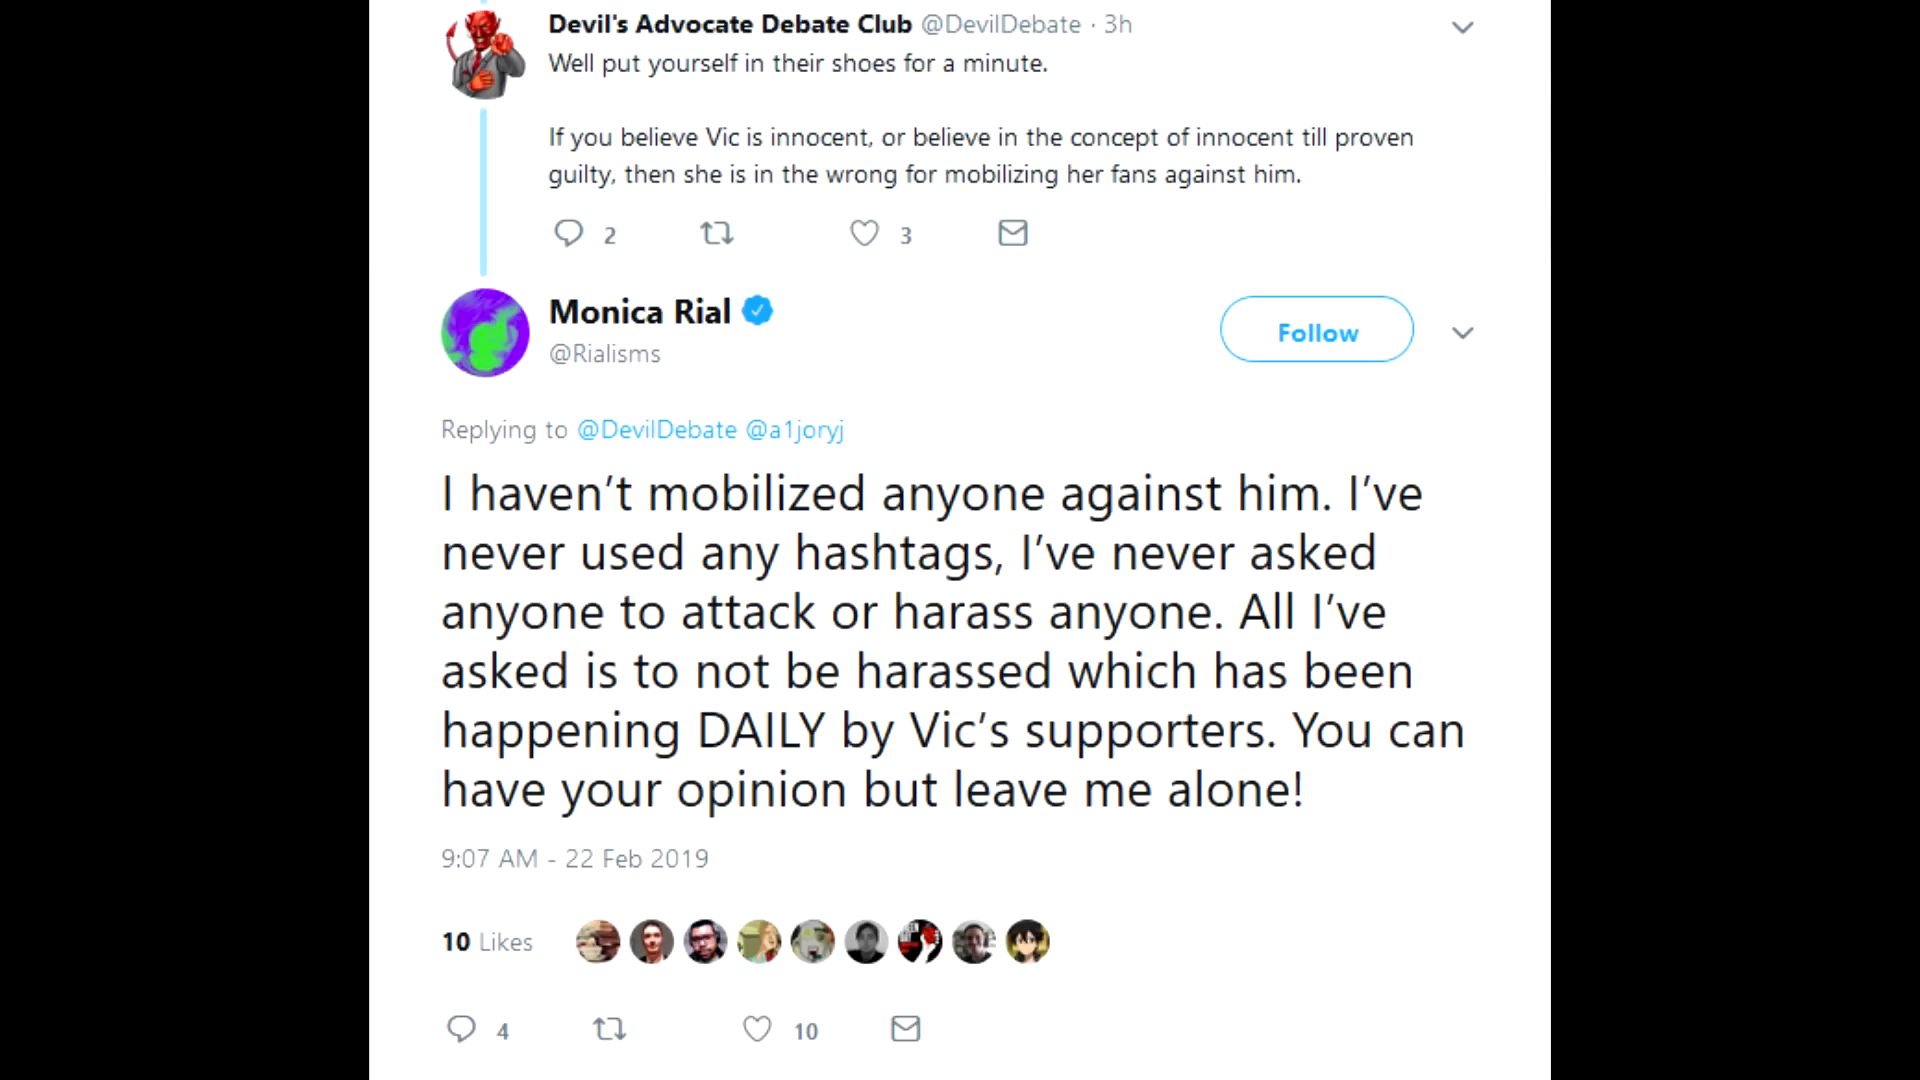 Devil's Advocate Debate Club @DevilDebate · 3h
Well put yourself in their shoes for a minute.
If you believe Vic is innocent, or believe in the concept of innocent till proven
guilty, then she is in the wrong for mobilizing her fans against him.
2 3
Monica Rial
@Rialisms
Follow
Replying to @DevilDebate @a1joryj
I haven’t mobilized anyone against him. I’ve
never used any hashtags, I’ve never asked
anyone to attack or harass anyone. All I’ve
asked is to not be harassed which has been
happening DAILY by Vic’s supporters. You can
have your opinion but leave me alone!
9:07 AM - 22 Feb 2019
10 Likes
4 10